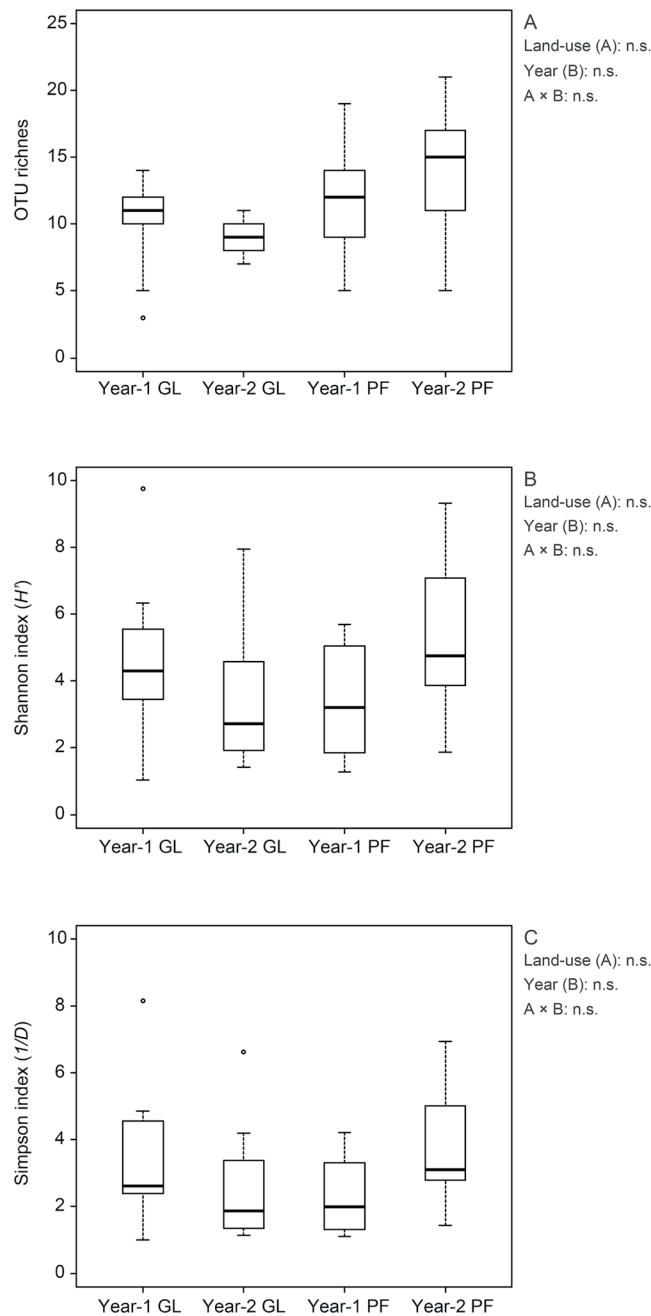 A
Land-use (A): n.s.
Year (B): n.s.
A × B: n.s.
OTU richnes
25
20
15
10
5
0
Year-1 GL Year-2 GL Year-1 PF Year-2 PF
B
Land-use (A): n.s.
Year (B): n.s.
A × B: n.s.
Shannon index (H')
10
8
6
4
2
0
Year-1 GL Year-2 GL Year-1 PF Year-2 PF
C
Land-use (A): n.s.
Year (B): n.s.
A × B: n.s.
Simpson index (1/D)
10
8
6
4
2
0
Year-1 GL Year-2 GL Year-1 PF Year-2 PF